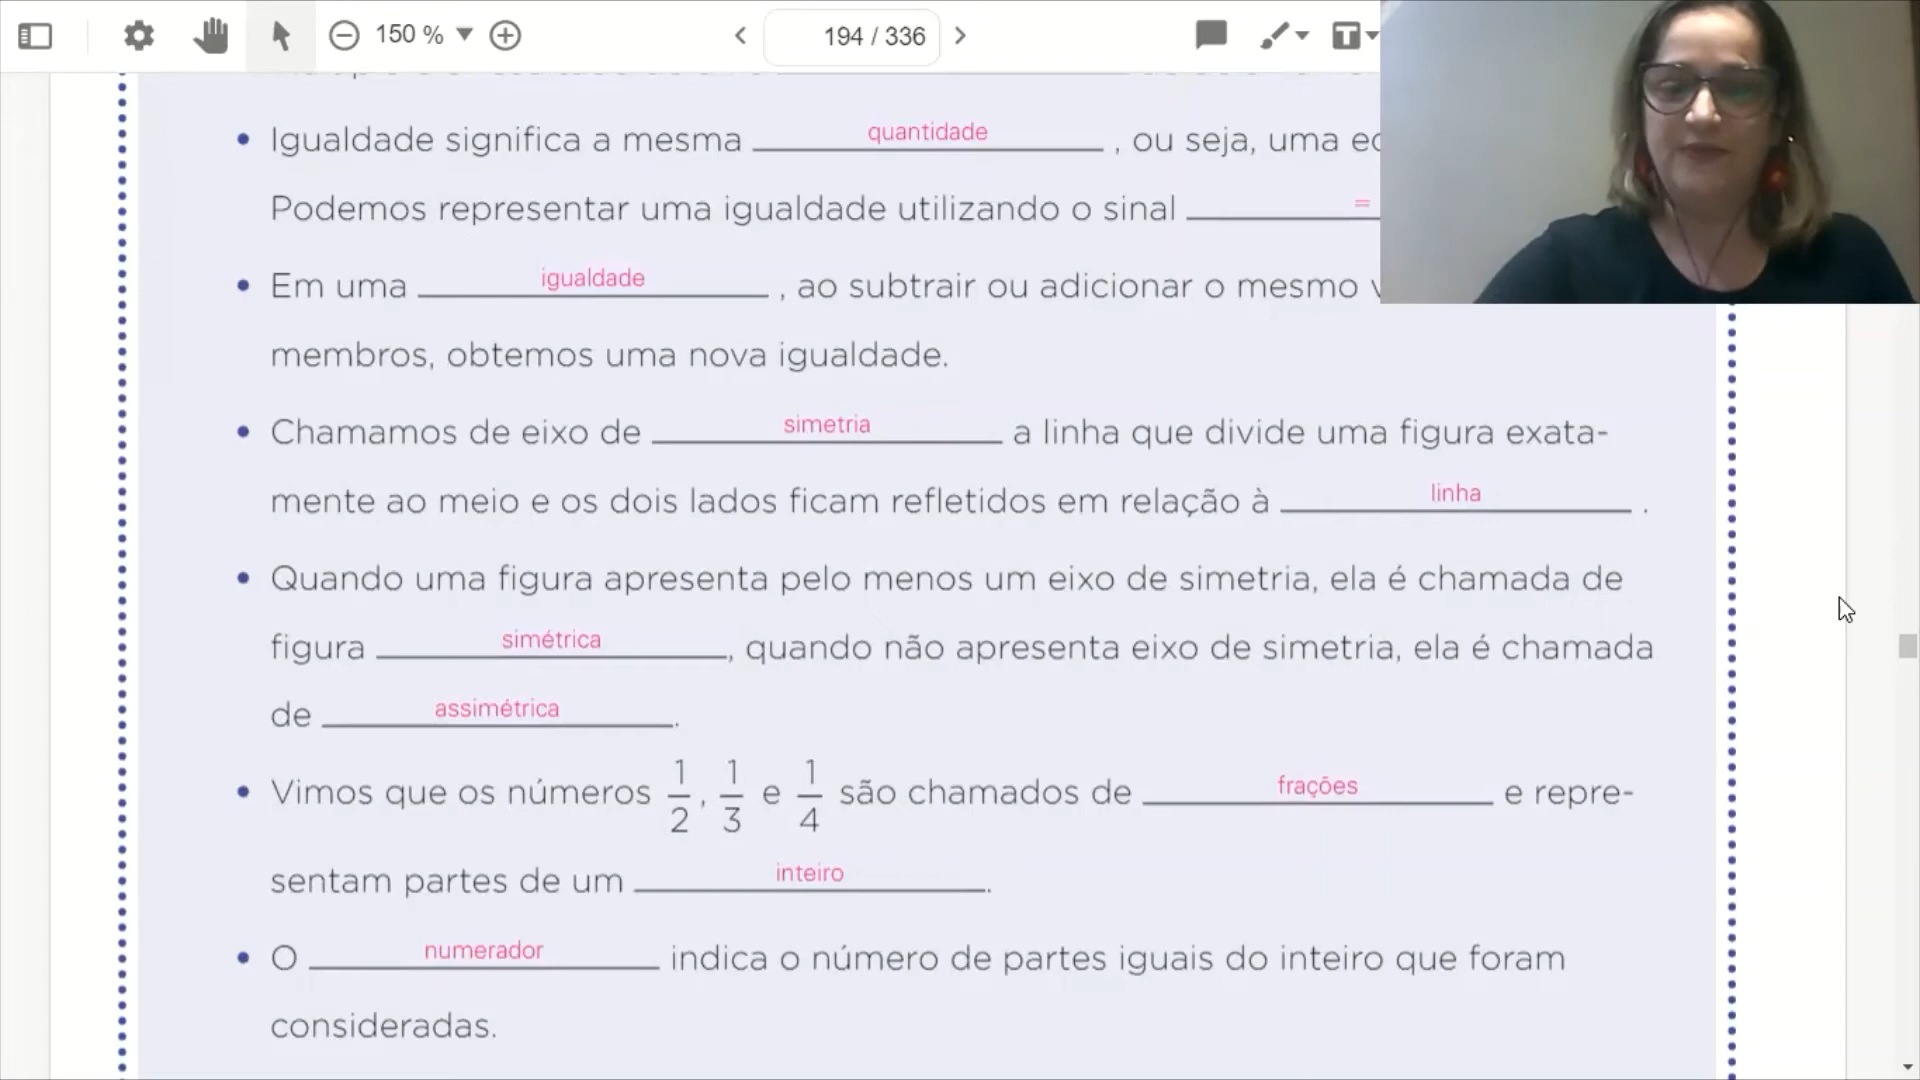 150 %
194 / 336
Igualdade significa a mesma quantidade, ou seja, uma
Podemos representar uma igualdade utilizando o sinal =
Em uma igualdade, ao subtrair ou adicionar o mesmo
membros, obtemos uma nova igualdade.
Chamamos de eixo de simetria a linha que divide uma figura exata-
mente ao meio e os dois lados ficam refletidos em relação à linha.
Quando uma figura apresenta pelo menos um eixo de simetria, ela é chamada de
figura simétrica, quando não apresenta eixo de simetria, ela é chamada
de assimétrica.
Vimos que os números 1/2, 1/3 e 1/4 são chamados de frações e repre-
sentam partes de um inteiro.
O numerador indica o número de partes iguais do inteiro que foram
consideradas.